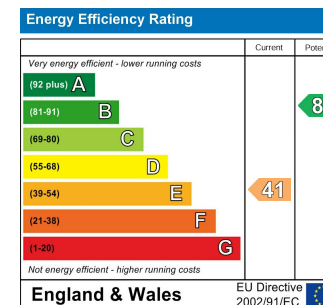 Energy Efficiency Rating
Current
Very energy efficient - lower running costs
(92 plus) A
(81-91) B
(69-80) C
(55-68) D
(39-54) E
41
(21-38) F
(1-20) G
Not energy efficient - higher running costs
England & Wales
EU Directive
2002/91/EC